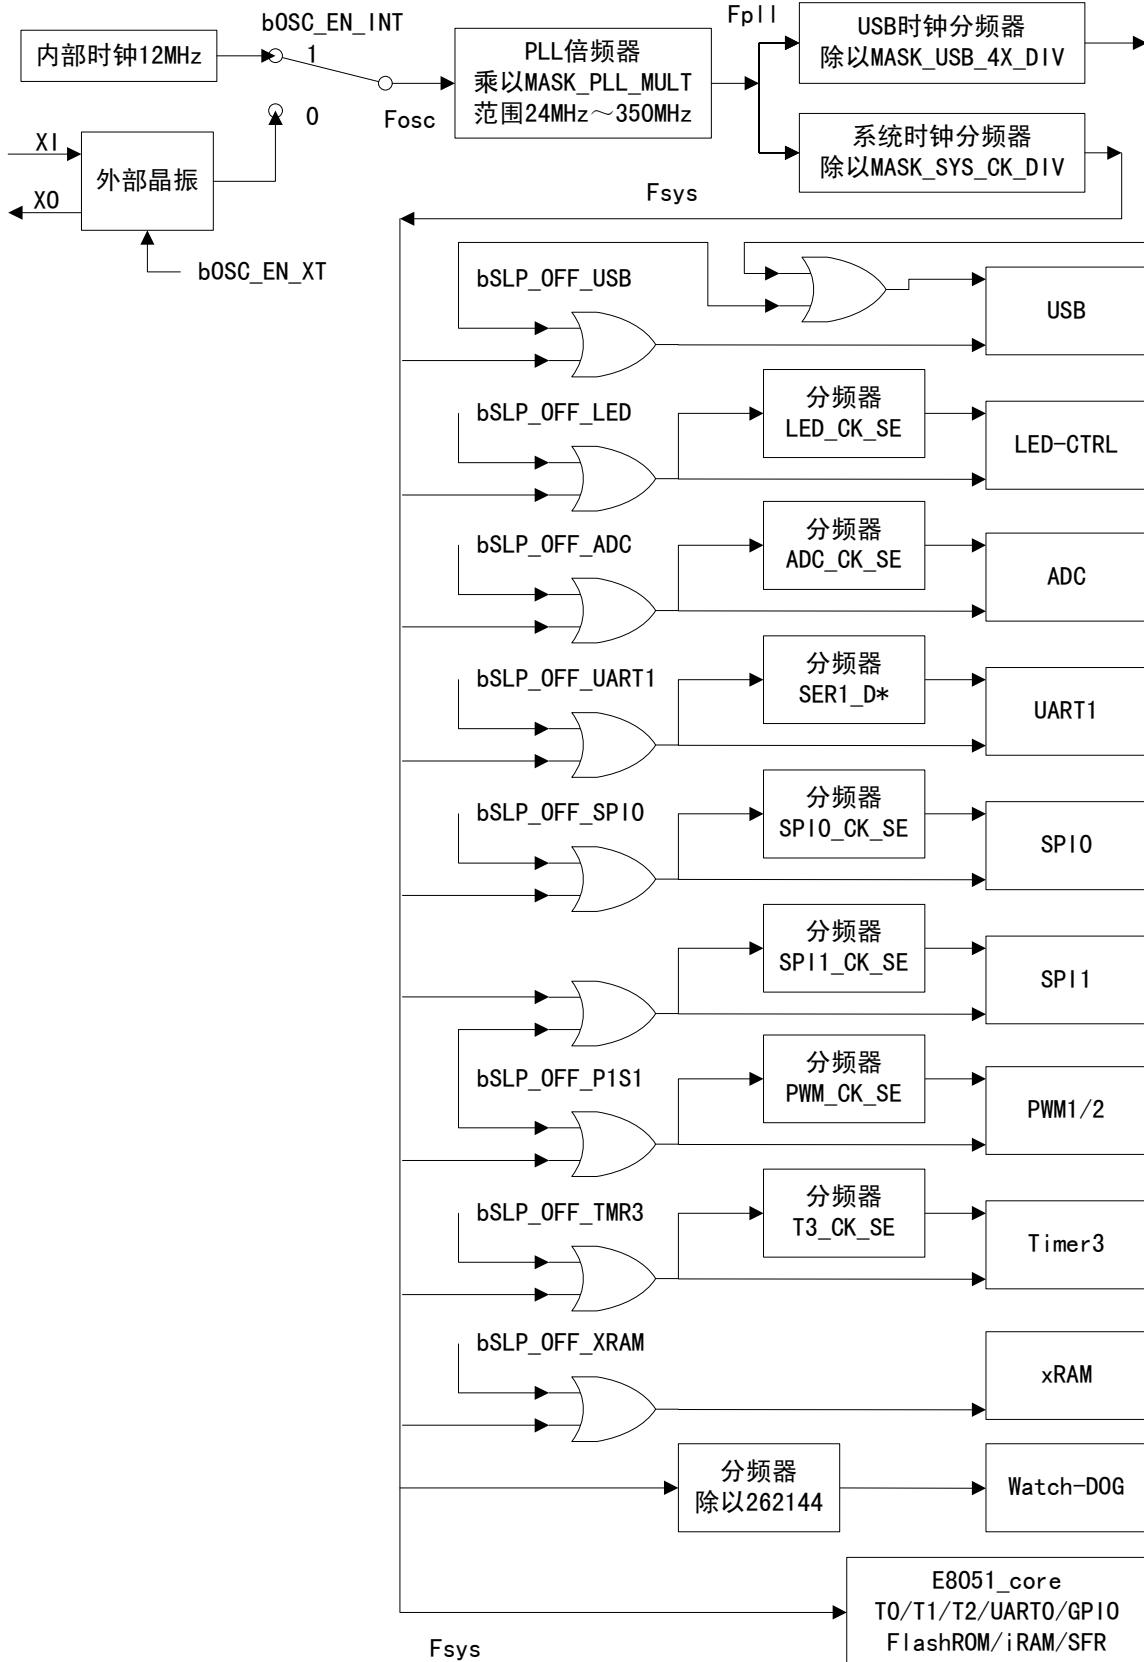 bOSC_EN_INT
Fpll
内部时钟12MHz
1
PLL倍频器
乘以MASK_PLL_MULT
范围24MHz～350MHz
USB时钟分频器
除以MASK_USB_4X_DIV
0
Fosc
XI
XO
外部晶振
系统时钟分频器
除以MASK_SYS_CK_DIV
Fsys
bOSC_EN_XT
bSLP_OFF_USB
USB
bSLP_OFF_LED
分频器
LED_CK_SE
LED-CTRL
bSLP_OFF_ADC
分频器
ADC_CK_SE
ADC
bSLP_OFF_UART1
分频器
SER1_D*
UART1
bSLP_OFF_SPI0
分频器
SPI0_CK_SE
SPI0
分频器
SPI1_CK_SE
SPI1
bSLP_OFF_P1S1
分频器
PWM_CK_SE
PWM1/2
bSLP_OFF_TMR3
分频器
T3_CK_SE
Timer3
bSLP_OFF_XRAM
xRAM
分频器
除以262144
Watch-DOG
E8051_core
T0/T1/T2/UART0/GPIO
FlashROM/iRAM/SFR
Fsys